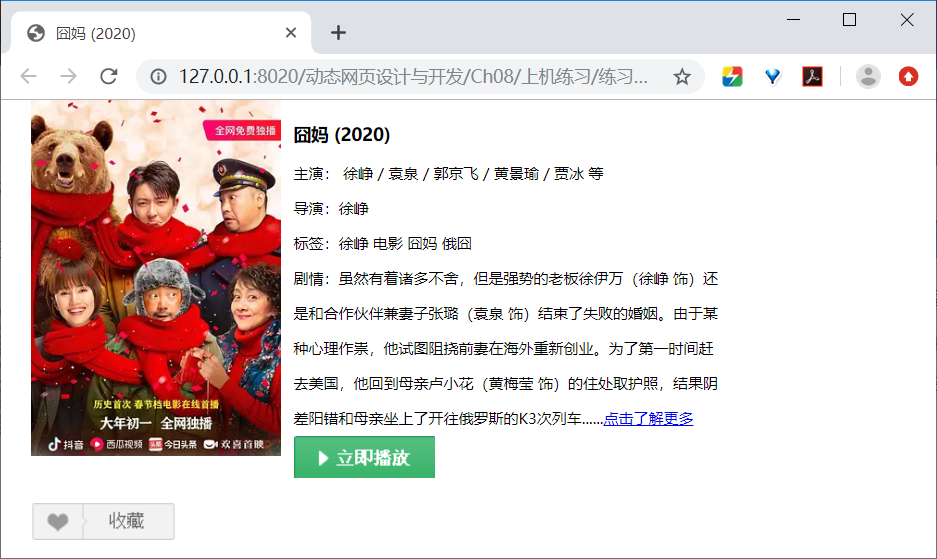 囧妈 (2020)
127.0.0.1:8020/动态网页设计与开发/Ch08/上机练习/练习...
全网免费独播
囧妈 (2020)
主演： 徐峥 / 袁泉 / 郭京飞 / 黄景瑜 / 贾冰 等
导演：徐峥
标签：徐峥 电影 囧妈 俄囧
剧情：虽然有着诸多不舍，但是强势的老板徐伊万（徐峥 饰）还
是和合作伙伴兼妻子张璐（袁泉 饰）结束了失败的婚姻。由于某
种心理作祟，他试图阻挠前妻在海外重新创业。为了第一时间赶
去美国，他回到母亲卢小花（黄梅莹 饰）的住处取护照，结果阴
差阳错和母亲坐上了开往俄罗斯的K3次列车......点击了解更多
历史首次 春节档电影在线首播
大年初一 全网独播
抖音 西瓜视频 头条 今日头条 欢喜首映
立即播放
收藏